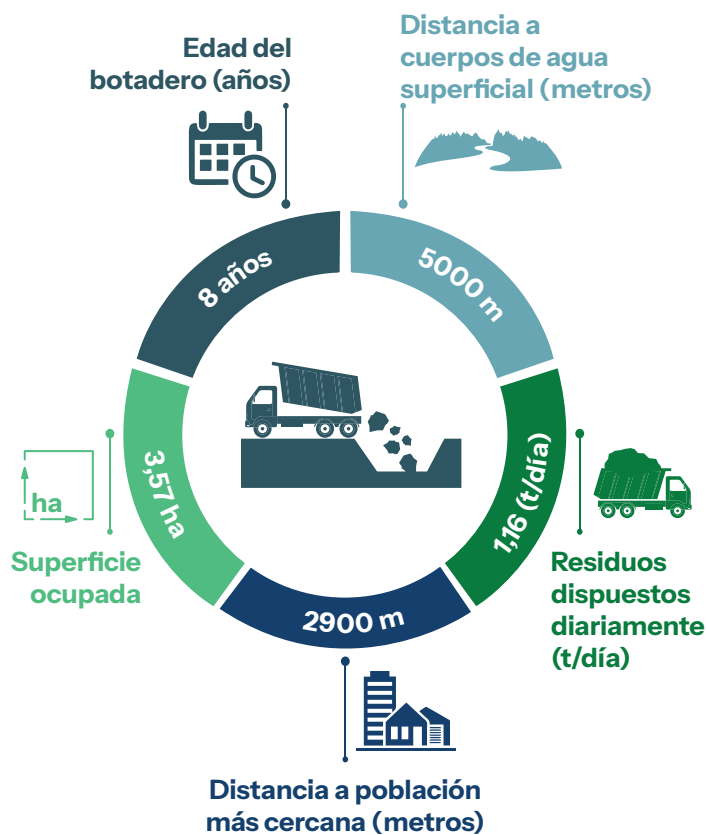 Edad del
botadero (años)
Distancia a
cuerpos de agua
superficial (metros)
8 años
5000 m
3,57 ha
1,16 (t/día)
2900 m
ha
Superficie
ocupada
Residuos
dispuestos
diariamente
(t/día)
Distancia a población
más cercana (metros)